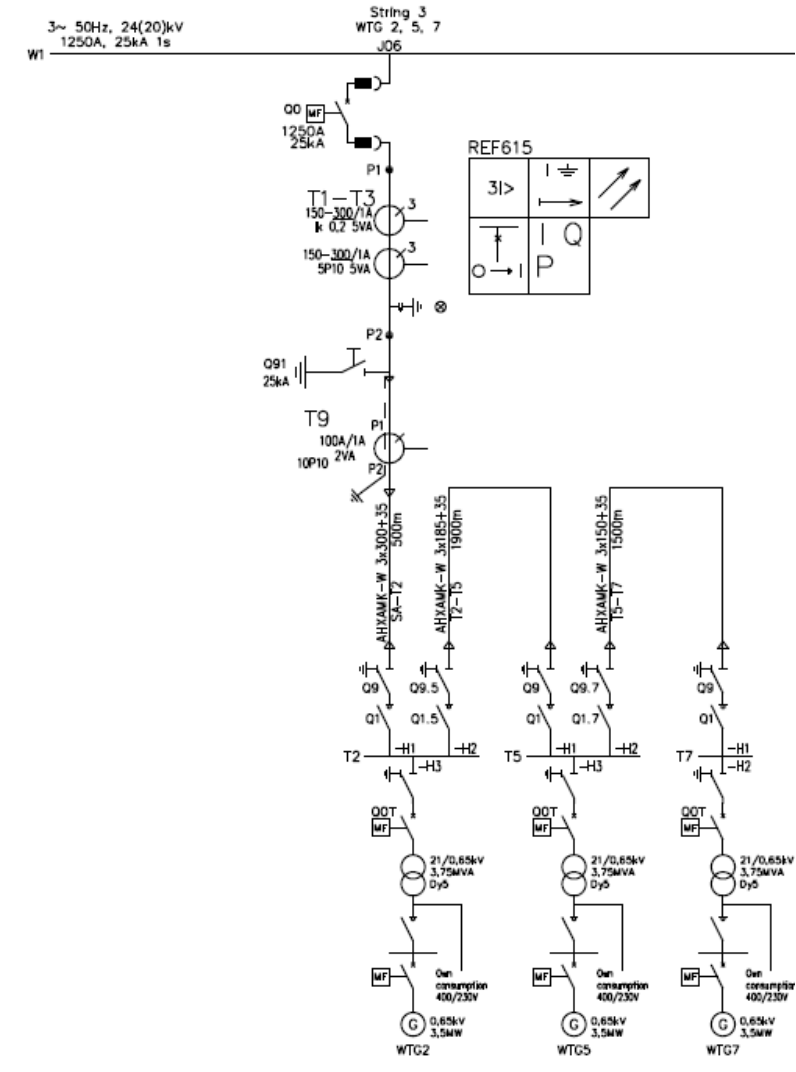 3~ 50Hz, 24(20)kV
1250A, 25kA 1s
W1
String 3
WTG 2, 5, 7
J06
Q0
MF
1250A
25kA
P1
T1-T3
150-300/1A
k 0,2 5VA
3
150-300/1A
5P10 5VA
3
REF615
3I>
I
O→I
I Q
P
P2
Q91
25kA
T9
P1
100A/1A
10P10 2VA
P2
AHXAMK-W 3x300+35
500m
SA-T2
AHXAMK-W 3x185+35
1900m
T2-T5
AHXAMK-W 3x150+35
1500m
T5-T7
Q9
Q9.5
Q9
Q9.7
Q9
Q1
Q1.5
Q1
Q1.7
Q1
T2
-H1
-H2
-H3
T5
-H1
-H2
-H3
T7
-H1
-H2
Q0T
MF
21/0,65kV
3,75MVA
Dy5
Q0T
MF
21/0,65kV
3,75MVA
Dy5
Q0T
MF
21/0,65kV
3,75MVA
Dy5
MF
Own
consumption
400/230V
MF
Own
consumption
400/230V
MF
Own
consumption
400/230V
G
0,65kV
3,5MW
WTG2
G
0,65kV
3,5MW
WTG5
G
0,65kV
3,5MW
WTG7